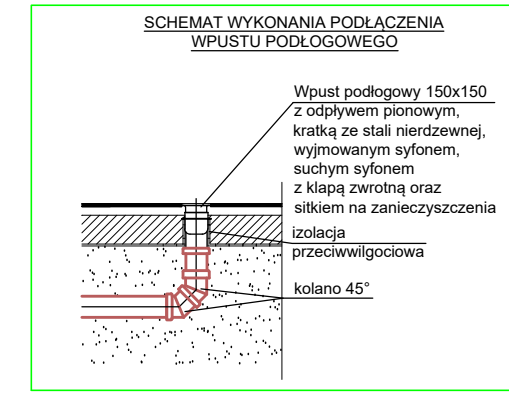 SCHEMAT WYKONANIA PODŁĄCZENIA
WPUSTU PODŁOGOWEGO
Wpust podłogowy 150x150
z odpływem pionowym,
kratką ze stali nierdzewnej,
wyjmowanym syfonem,
suchym syfonem
z klapą zwrotną oraz
sitkiem na zanieczyszczenia
izolacja
przeciwwilgociowa
kolano 45°